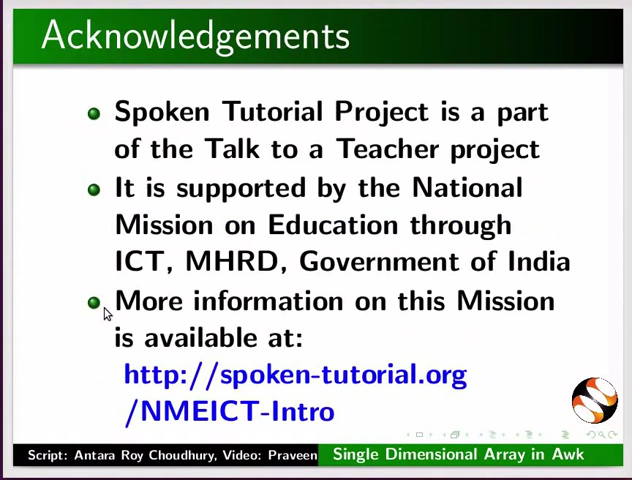 Acknowledgements
Spoken Tutorial Project is a part
of the Talk to a Teacher project
It is supported by the National
Mission on Education through
ICT, MHRD, Government of India
More information on this Mission
is available at:
http://spoken-tutorial.org
/NMEICT-Intro
Script: Antara Roy Choudhury, Video: Praveen
Single Dimensional Array in Awk